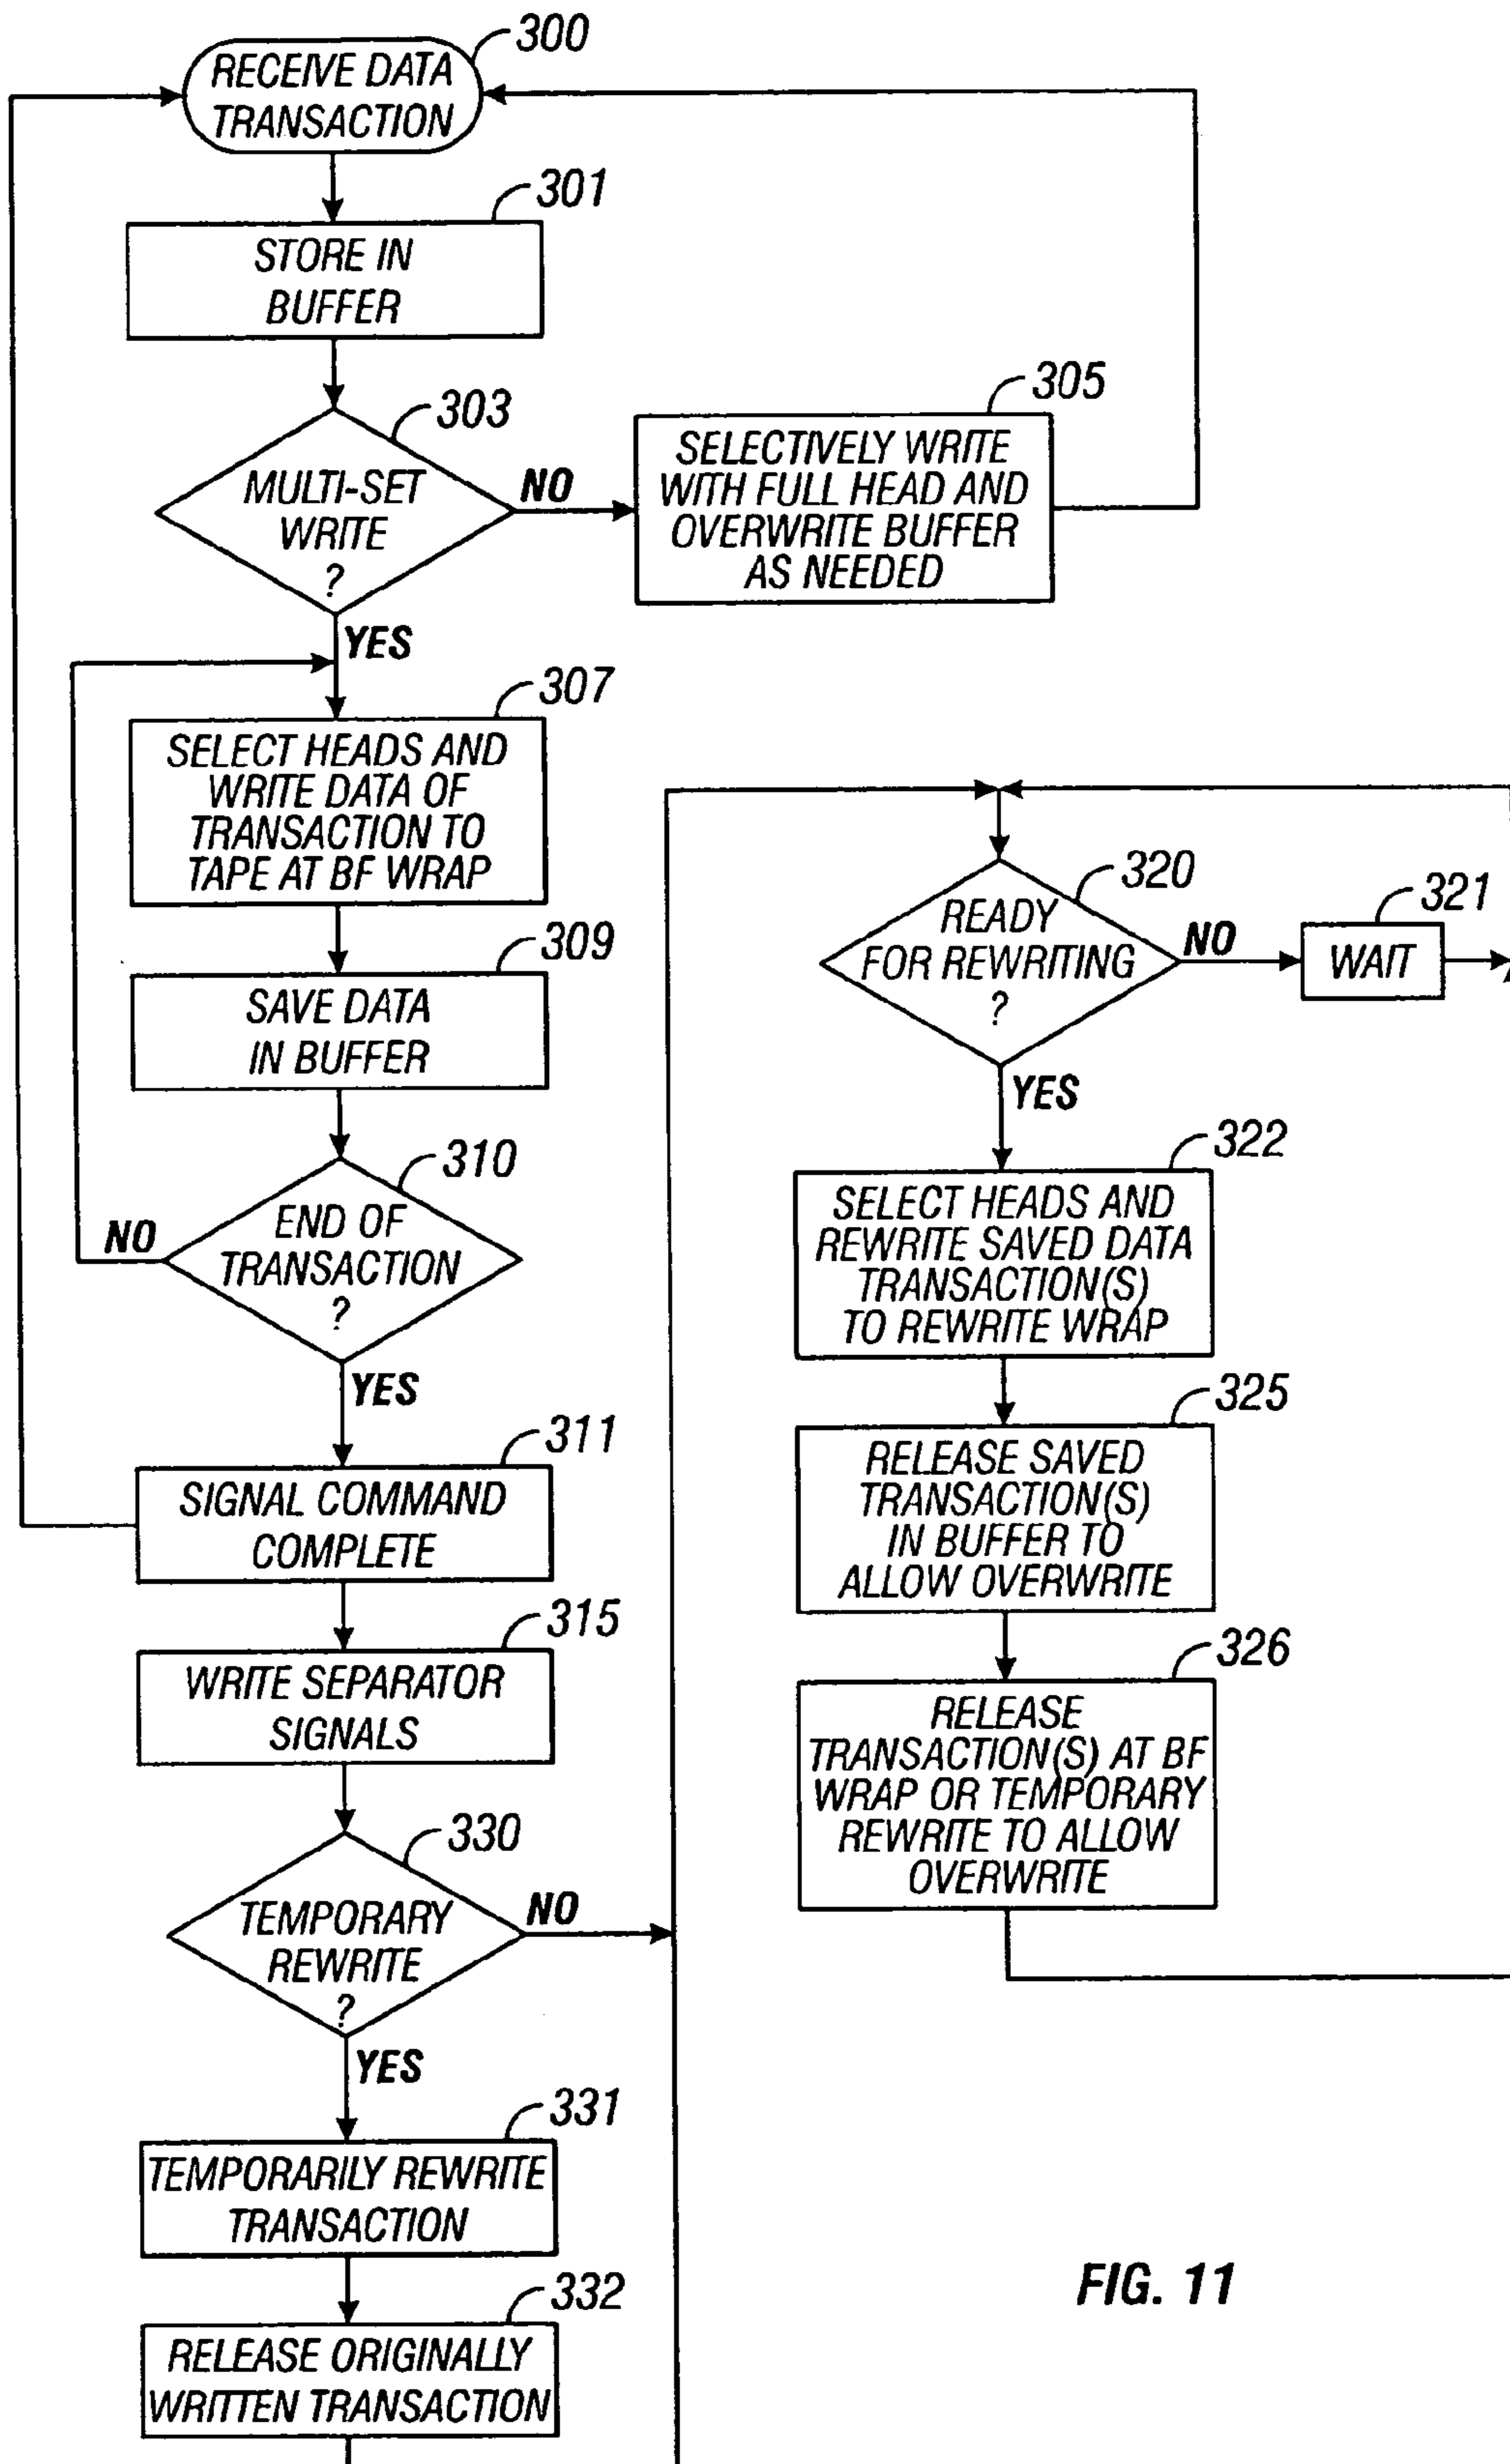 300
RECEIVE DATA
TRANSACTION
301
STORE IN
BUFFER
303
MULTI-SET
WRITE
?
NO
YES
305
SELECTIVELY WRITE
WITH FULL HEAD AND
OVERWRITE BUFFER
AS NEEDED
307
SELECT HEADS AND
WRITE DATA OF
TRANSACTION TO
TAPE AT BF WRAP
309
SAVE DATA
IN BUFFER
310
END OF
TRANSACTION
?
NO
YES
311
SIGNAL COMMAND
COMPLETE
315
WRITE SEPARATOR
SIGNALS
330
TEMPORARY
REWRITE
?
NO
YES
331
TEMPORARILY REWRITE
TRANSACTION
332
RELEASE ORIGINALLY
WRITTEN TRANSACTION
320
READY
FOR REWRITING
?
NO
321
WAIT
YES
322
SELECT HEADS AND
REWRITE SAVED DATA
TRANSACTION(S)
TO REWRITE WRAP
325
RELEASE SAVED
TRANSACTION(S)
IN BUFFER TO
ALLOW OVERWRITE
326
RELEASE
TRANSACTION(S) AT BF
WRAP OR TEMPORARY
REWRITE TO ALLOW
OVERWRITE
FIG. 11